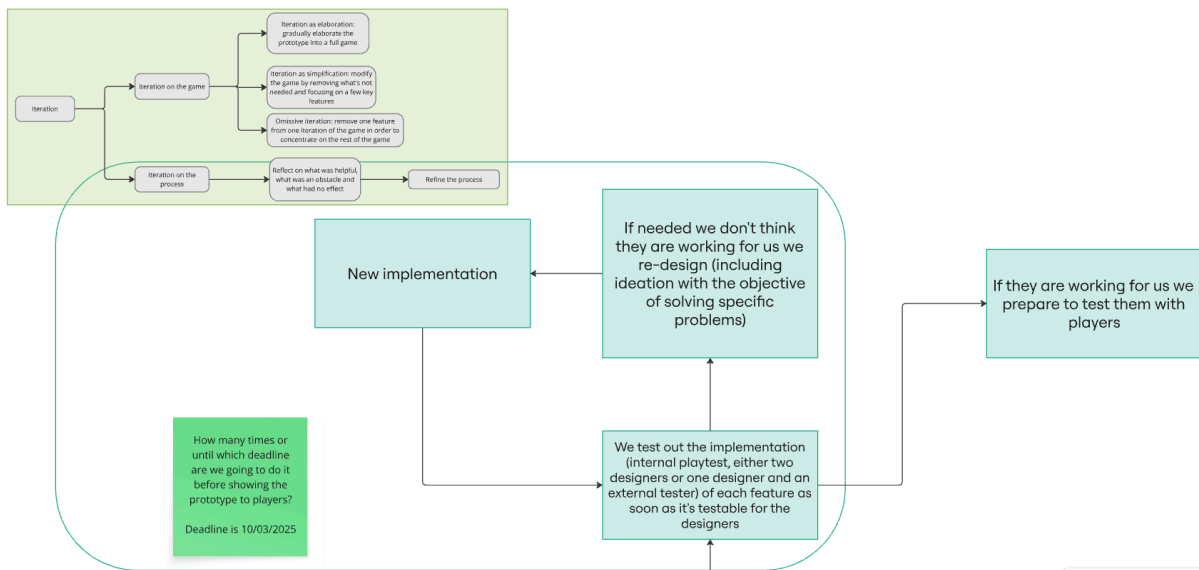 Iteration as elaboration:
gradually elaborate the
prototype into a full game
Iteration on the game
Iteration as simplification: modify
the game by removing what's not
needed and focusing on a few key
features
Iteration
Omissive iteration: remove one feature
from one iteration of the game in order to
concentrate on the rest of the game
Iteration on the
process
Reflect on what was helpful,
what was an obstacle and
what had no effect
Refine the process
New implementation
If needed we don't think
they are working for us we
re-design (including
ideation with the objective
of solving specific
problems)
If they are working for us we
prepare to test them with
players
How many times or
until which deadline
are we going to do it
before showing the
prototype to players?
Deadline is 10/03/2025
We test out the implementation
(internal playtest, either two
designers or one designer and an
external tester) of each feature as
soon as it's testable for the
designers